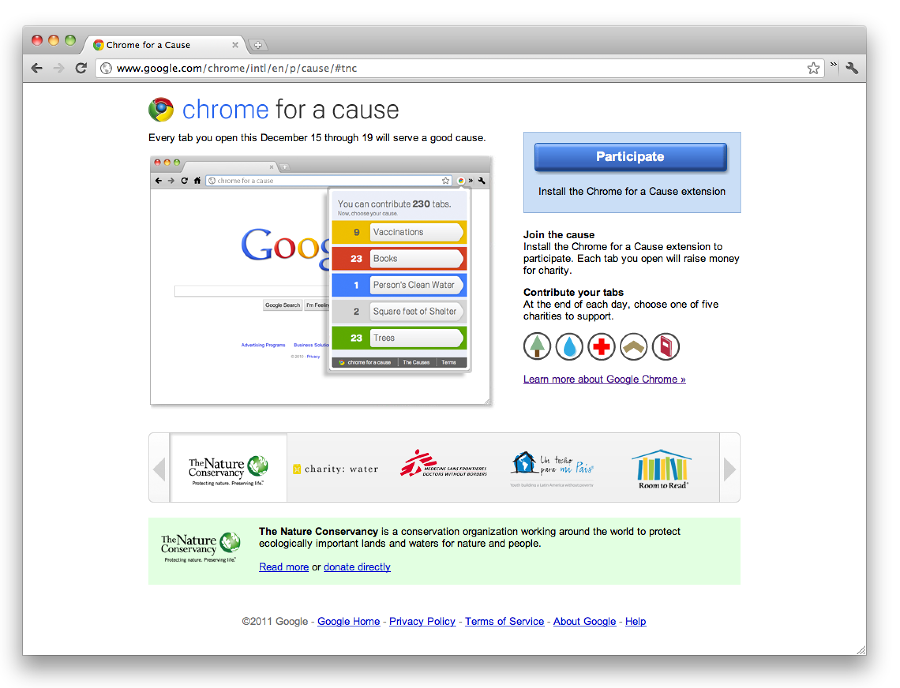 Chrome for a Cause
www.google.com/chrome/intl/en/p/cause/#tnc
chrome for a cause
Every tab you open this December 15 through 19 will serve a good cause.
chrome for a cause
You can contribute 230 tabs.
Now, choose your cause.
9 Vaccinations
23 Books
1 Person's Clean Water
2 Square feet of Shelter
23 Trees
chrome for a cause The Causes Terms
Goog
Google Search I'm Feelin
Advertising Programs Business Solutio
© 2010 - Privacy
Participate
Install the Chrome for a Cause extension
Join the cause
Install the Chrome for a Cause extension to
participate. Each tab you open will raise money
for charity.
Contribute your tabs
At the end of each day, choose one of five
charities to support.
Learn more about Google Chrome »
The Nature
Conservancy
Protecting nature. Preserving life.
charity: water
MEDECINS SANS FRONTIERES
DOCTORS WITHOUT BORDERS
Un techo
para mi País
Room to Read
The Nature
Conservancy
Protecting nature. Preserving life.
The Nature Conservancy is a conservation organization working around the world to protect
ecologically important lands and waters for nature and people.
Read more or donate directly
©2011 Google - Google Home - Privacy Policy - Terms of Service - About Google - Help